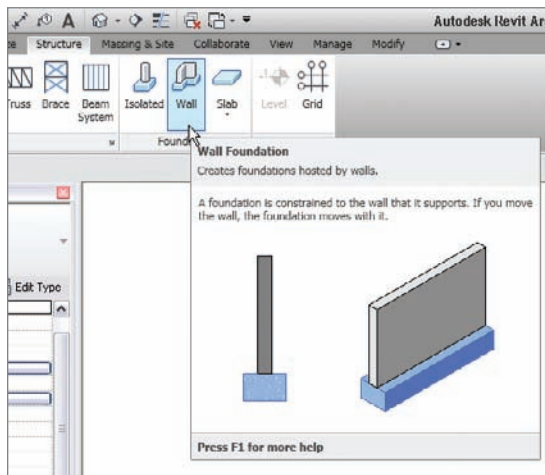 A
Autodesk Revit Ar
Structure Massing & Site Collaborate View Manage Modify
Truss Brace Beam System Isolated Wall Slab Level Grid
Wall Foundation
Creates foundations hosted by walls.
A foundation is constrained to the wall that it supports. If you move
the wall, the foundation moves with it.
Edit Type
Press F1 for more help